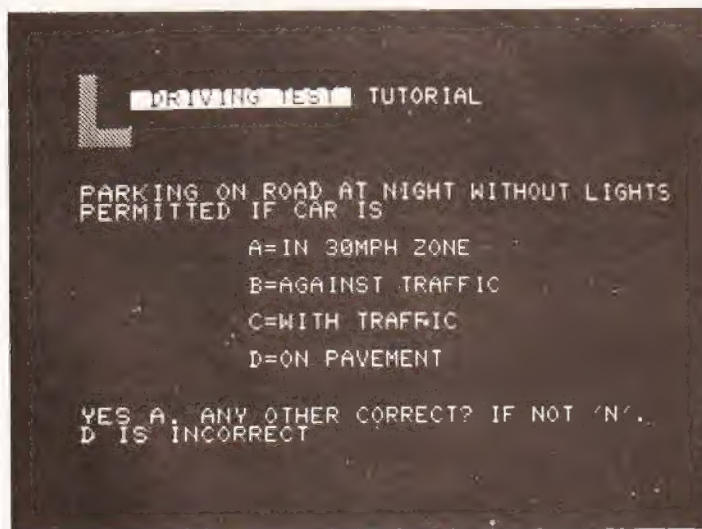 L DRIVING TEST TUTORIAL
PARKING ON ROAD AT NIGHT WITHOUT LIGHTS
PERMITTED IF CAR IS
A=IN 30MPH ZONE
B=AGAINST TRAFFIC
C=WITH TRAFFIC
D=ON PAVEMENT
YES A. ANY OTHER CORRECT? IF NOT 'N'.
D IS INCORRECT